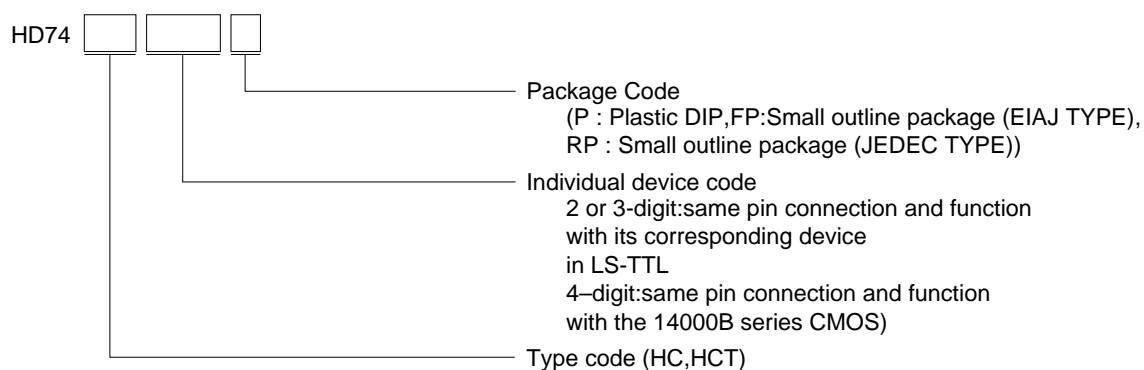 HD74
Package Code
(P : Plastic DIP,FP:Small outline package (EIAJ TYPE),
RP : Small outline package (JEDEC TYPE))
Individual device code
2 or 3-digit:same pin connection and function
with its corresponding device
in LS-TTL
4–digit:same pin connection and function
with the 14000B series CMOS)
Type code (HC,HCT)